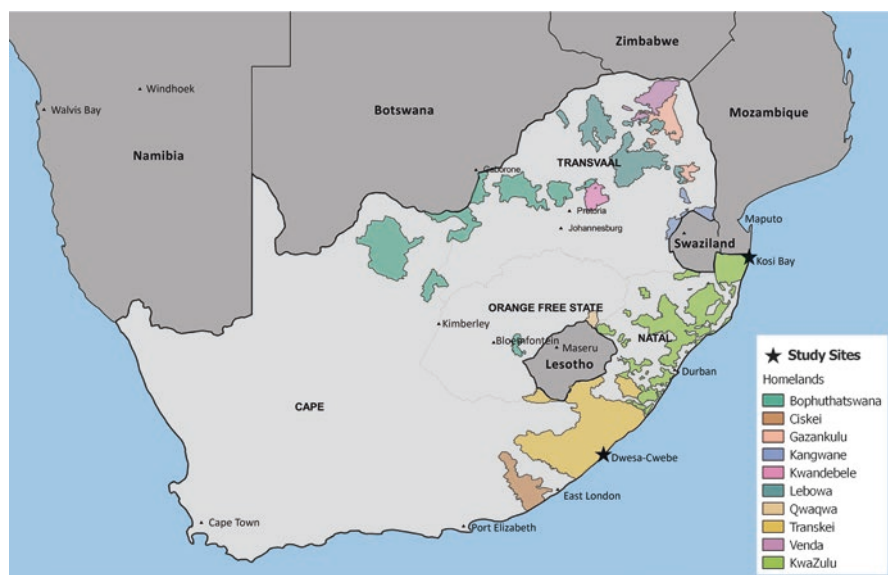 Zimbabwe
Windhoek
Walvis Bay
Botswana
Mozambique
Namibia
TRANSVAAL
Gaborone
Pretoria
Maputo
Johannesburg
Swaziland
Kosi Bay
ORANGE FREE STATE
Kimberley
Bloemfontein
Maseru
NATAL
Lesotho
Durban
CAPE
Dwesa-Cwebe
East London
Cape Town
Port Elizabeth
Study Sites
Homelands
Bophuthatswana
Ciskei
Gazankulu
Kangwane
Kwandebele
Lebowa
Qwaqwa
Transkei
Venda
KwaZulu